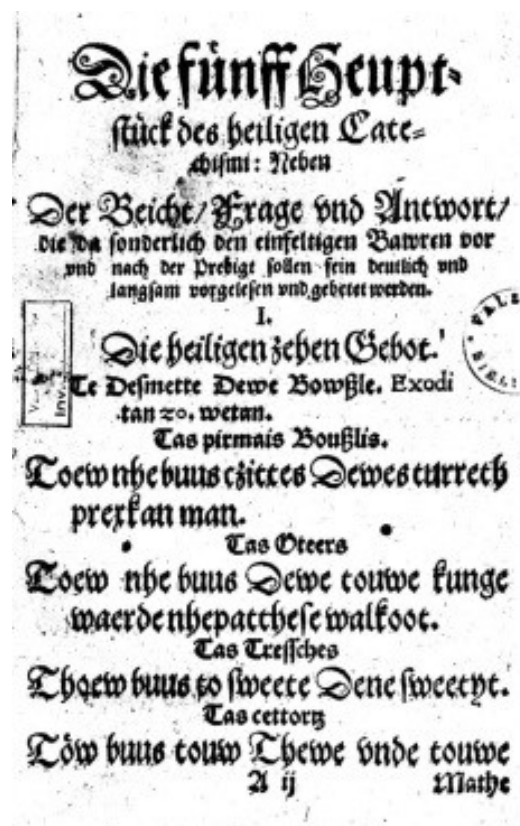 Die fünff Heupt-
stück des heiligen Cate-
chismi: Neben
Der Beicht/ Frage vnd Antwort/
die da sonderlich den einfeltigen Bawren vor
vnd nach der Predigt sollen fein deutlich vnd
langsam vorgelesen vnd gebetet werden.
I.
Die heiligen zehen Gebot.
Te Desmette Dewe Bowßle. Exodi
tan 20. wetan.
Tas pirmais Boußlis.
Toew nhe buus czittes Dewes turreth
prexkan man.
Tas Oteers
Toew nhe buus Dewe touwe kunge
waerde nhepatthese walkoot.
Tas Tressches
Thoew buus to sweete Dene sweetyt.
Tas cettortz
Töw buus touw Thewe vnde touwe
A ij Mathe